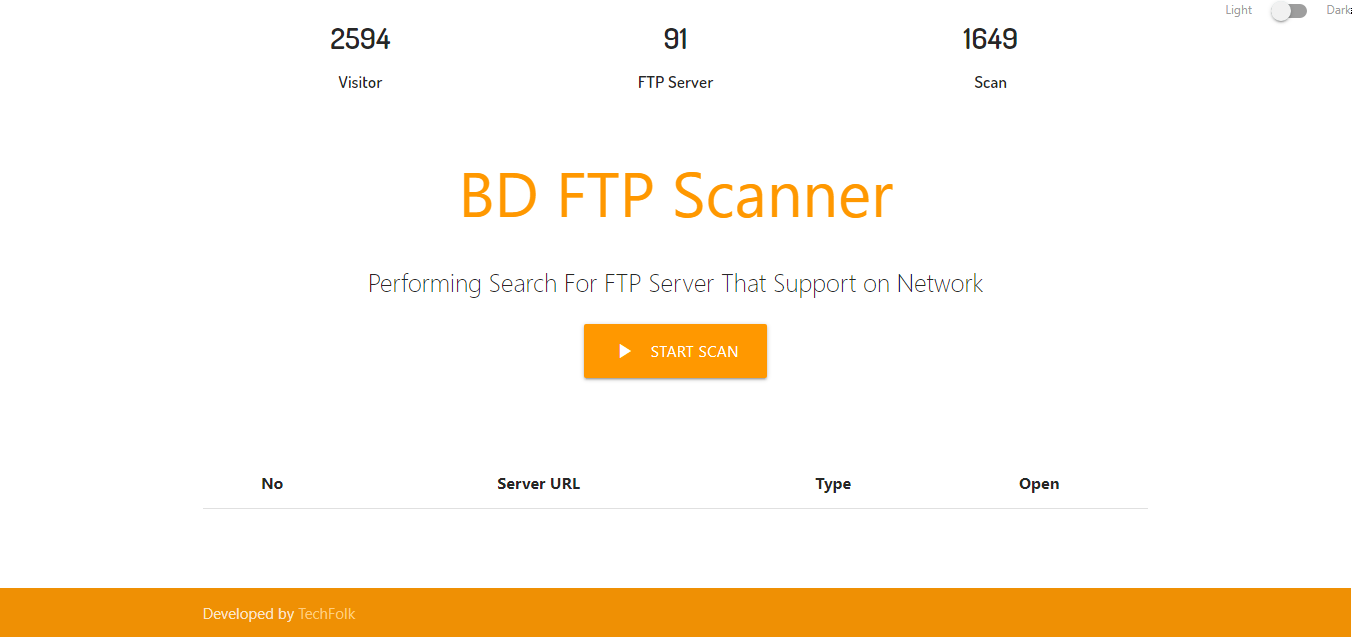 Light Dark
2594 91 1649
Visitor FTP Server Scan
BD FTP Scanner
Performing Search For FTP Server That Support on Network
START SCAN
No Server URL Type Open
Developed by TechFolk